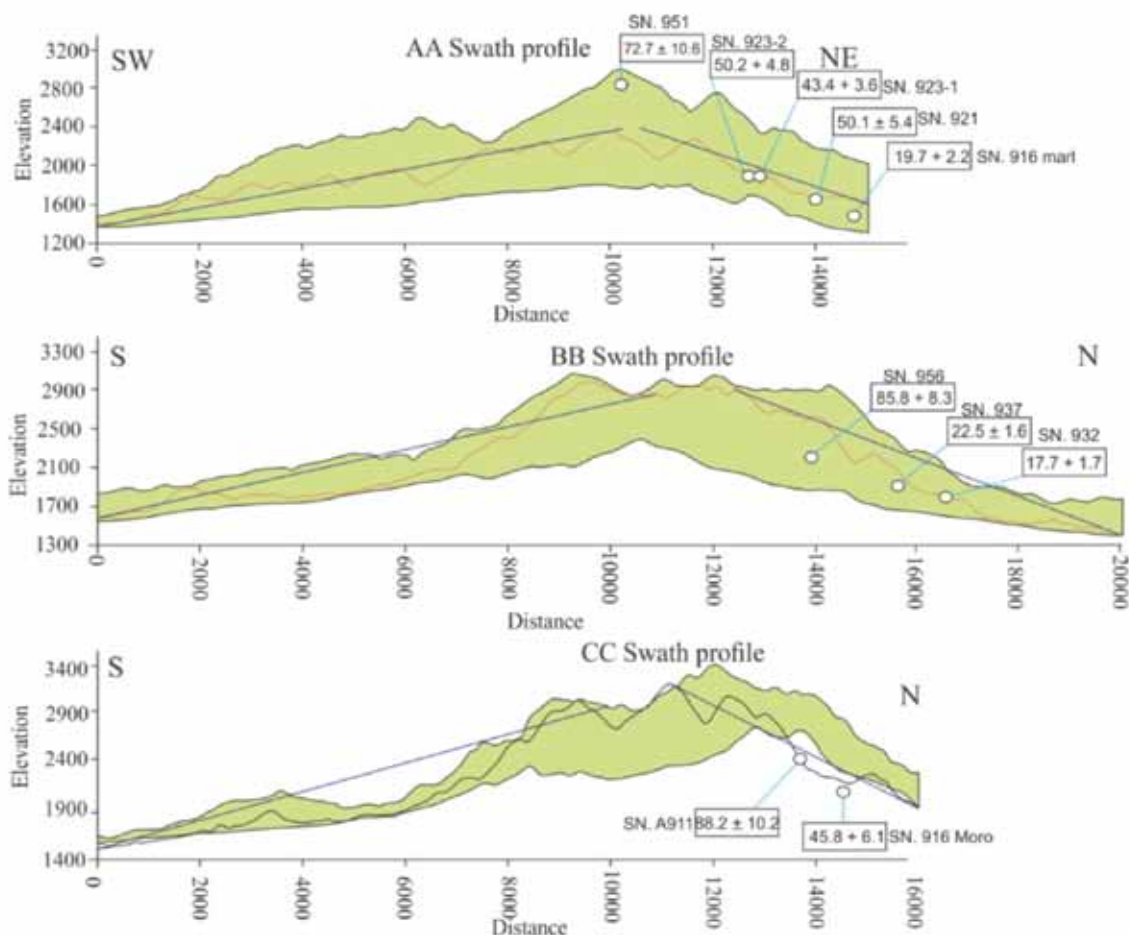 AA Swath profile
SW
NE
Elevation
3200
2800
2400
2000
1600
1200
SN. 951
72.7 ± 10.6
SN. 923-2
50.2 + 4.8
43.4 + 3.6 SN. 923-1
50.1 ± 5.4 SN. 921
19.7 + 2.2 SN. 916 marl
0
2000
4000
6000
8000
10000
12000
14000
Distance
BB Swath profile
S
N
Elevation
3300
2900
2500
2100
1700
1300
SN. 956
85.8 + 8.3
SN. 937
22.5 ± 1.6
SN. 932
17.7 + 1.7
0
2000
4000
6000
8000
10000
12000
14000
16000
18000
20000
Distance
CC Swath profile
S
N
Elevation
3400
2900
2400
1900
1400
SN. A911 88.2 ± 10.2
45.8 + 6.1 SN. 916 Moro
0
2000
4000
6000
8000
10000
12000
14000
16000
Distance